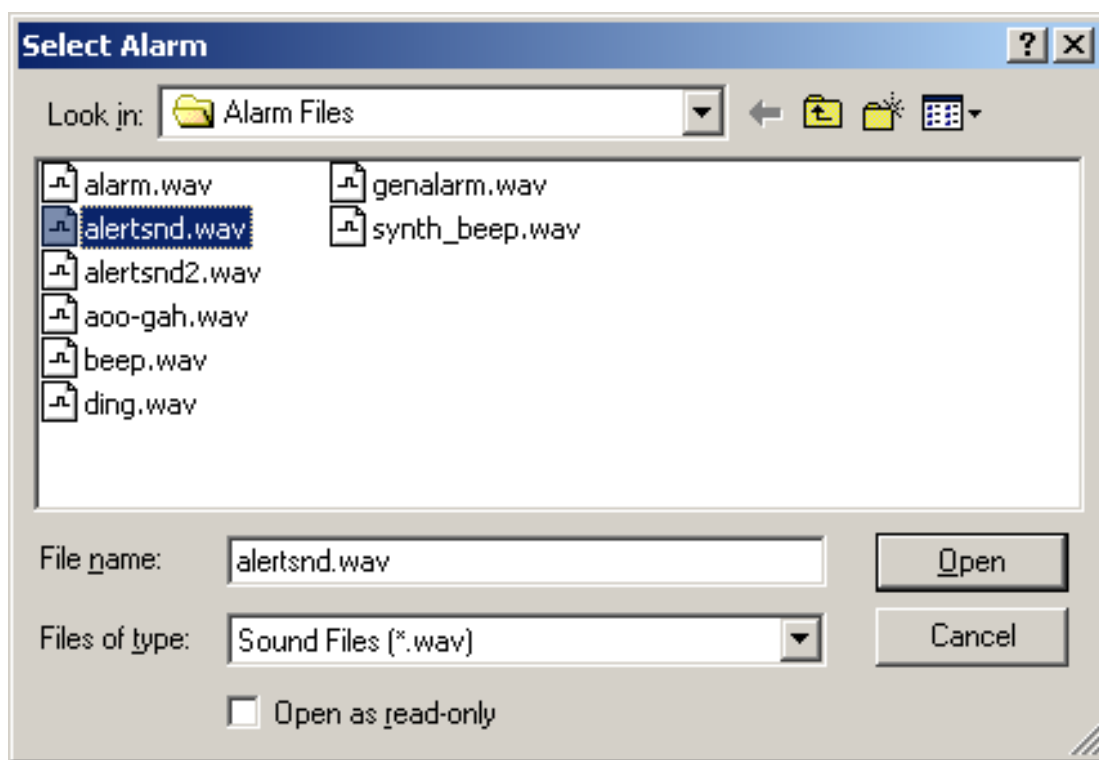 Select Alarm
Look in: Alarm Files
alarm.wav
alertsnd.wav
alertsnd2.wav
aoo-gah.wav
beep.wav
ding.wav
genalarm.wav
synth_beep.wav
File name: alertsnd.wav Open
Files of type: Sound Files (*.wav) Cancel
Open as read-only